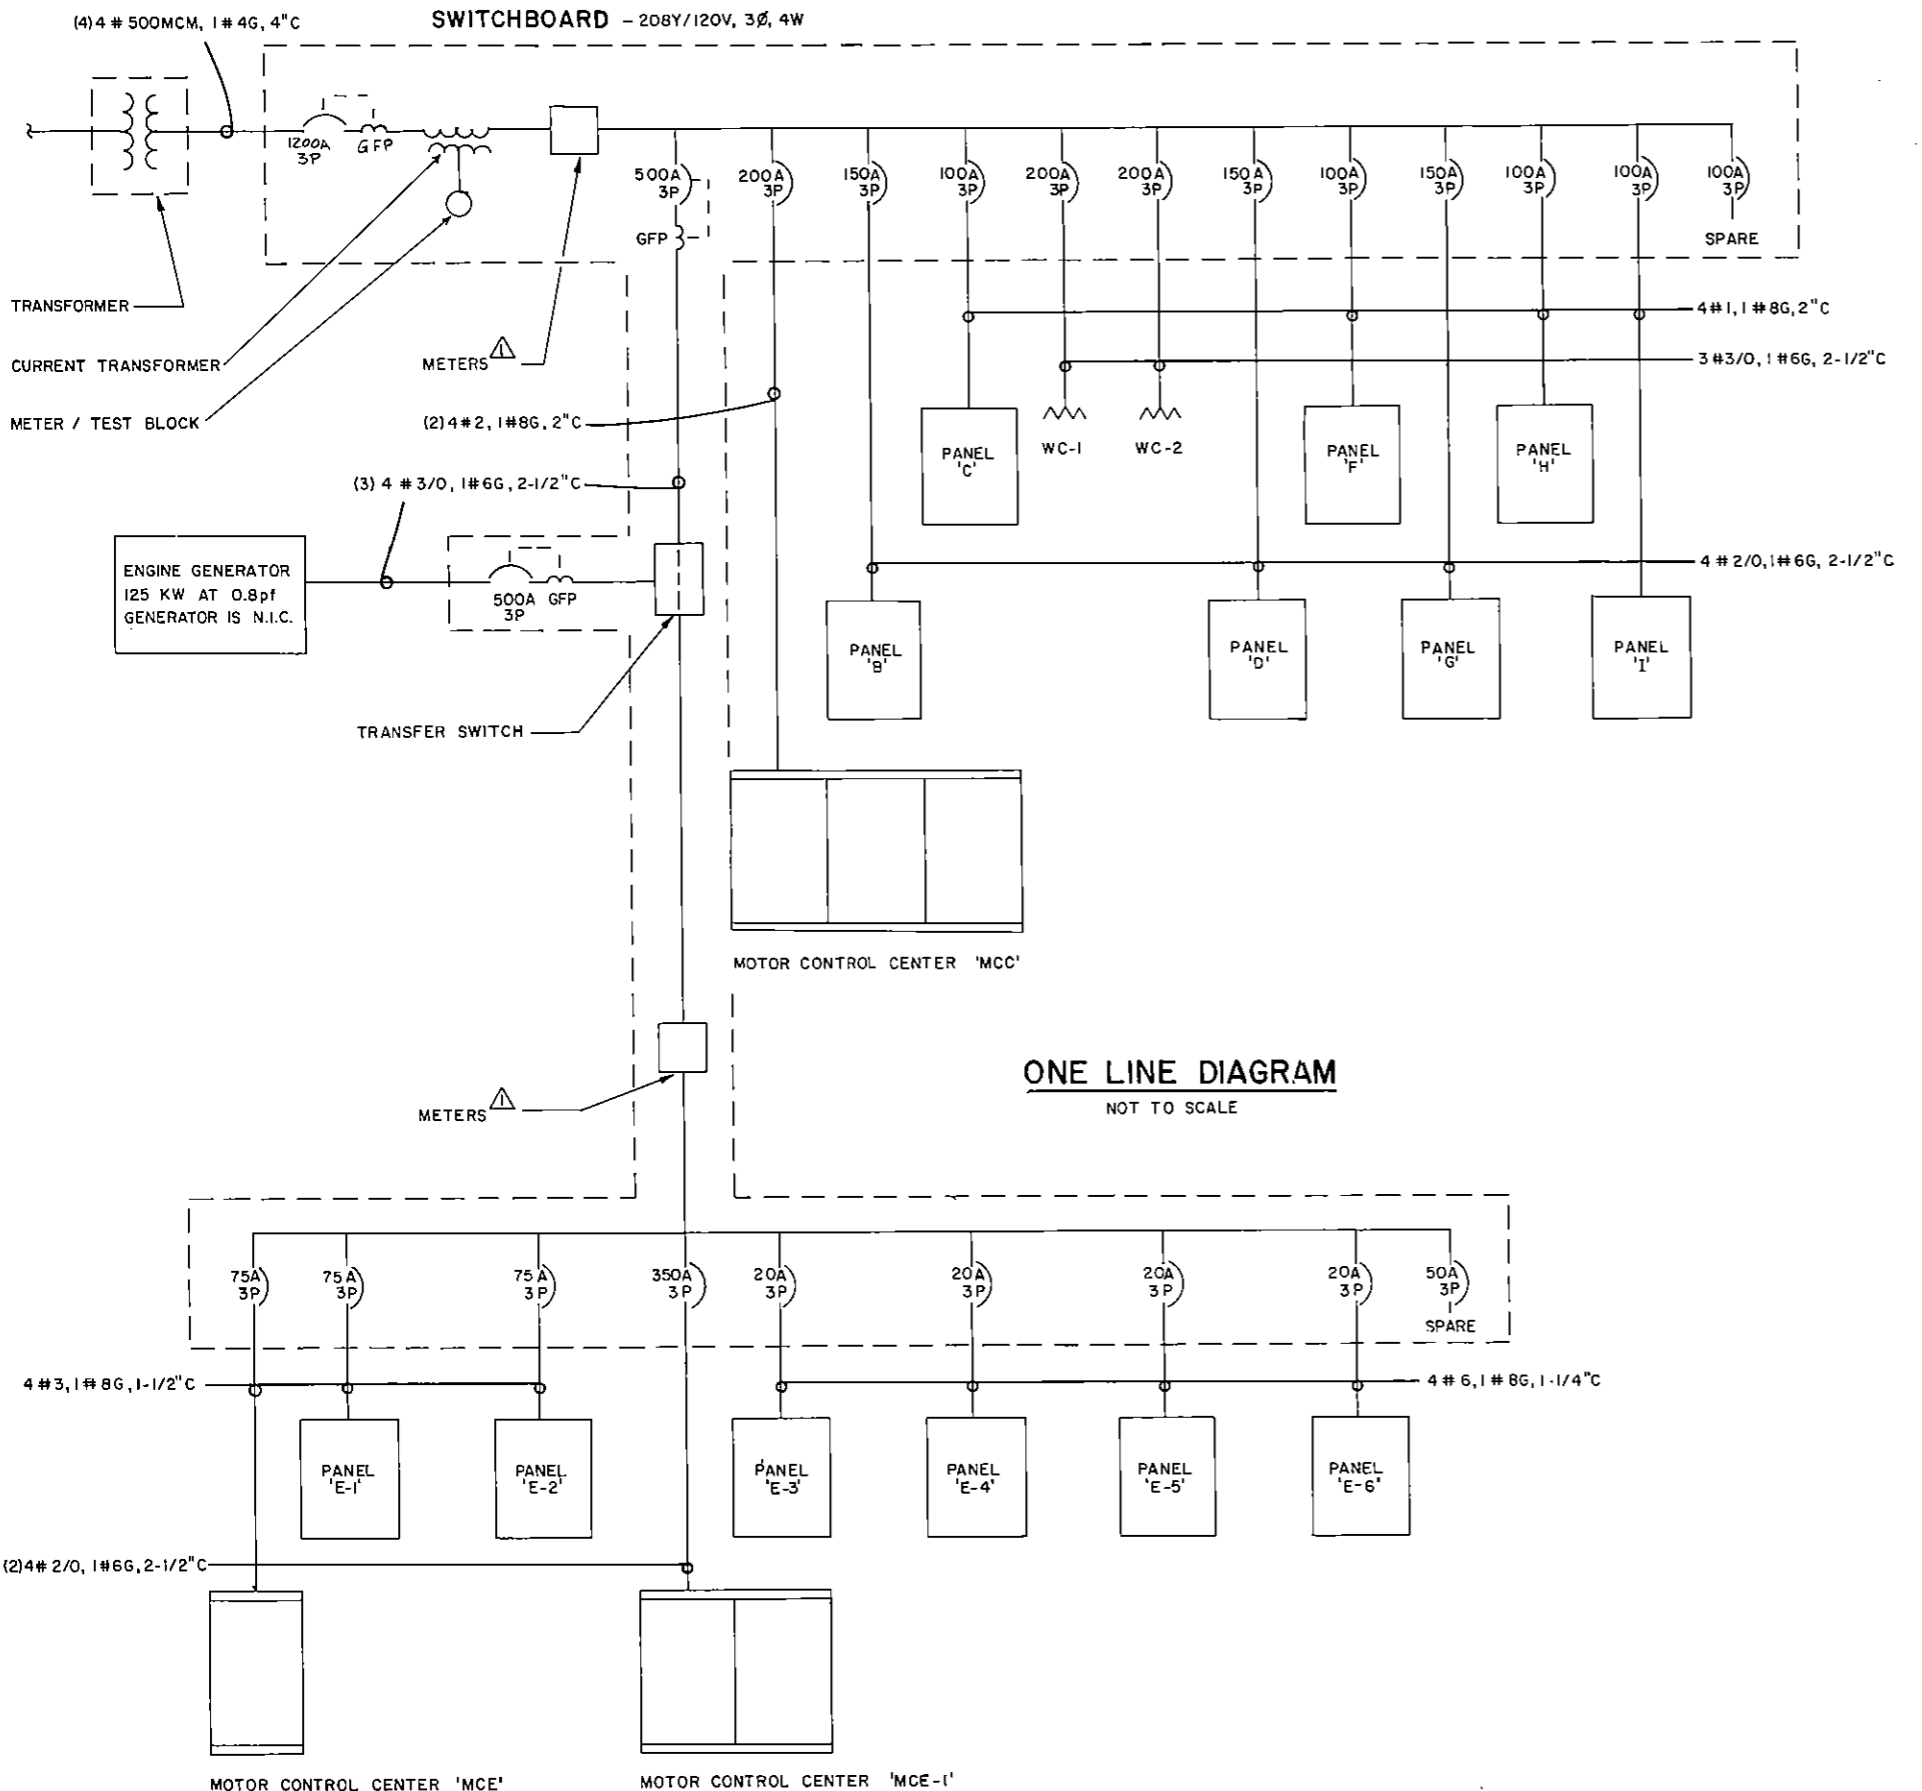 (4)4 # 500MCM, 1#4G, 4"C
SWITCHBOARD - 208Y/120V, 3Ø, 4W
1200A
3P
GFP
500A
3P
200A
3P
150A
3P
100A
3P
200A
3P
200A
3P
150A
3P
100A
3P
150A
3P
100A
3P
100A
3P
100A
3P
GFP
SPARE
TRANSFORMER
CURRENT TRANSFORMER
METER / TEST BLOCK
METERS 1
4#1, 1#8G, 2"C
3#3/0, 1#6G, 2-1/2"C
(2)4#2, 1#8G, 2"C
PANEL
'C'
WC-1
WC-2
PANEL
'F'
PANEL
'H'
(3) 4 #3/0, 1#6G, 2-1/2"C
ENGINE GENERATOR
125 KW AT 0.8pf
GENERATOR IS N.I.C.
500A
3P
GFP
4 #2/0, 1#6G, 2-1/2"C
PANEL
'B'
PANEL
'D'
PANEL
'G'
PANEL
'I'
TRANSFER SWITCH
MOTOR CONTROL CENTER 'MCC'
ONE LINE DIAGRAM
NOT TO SCALE
METERS 1
75A
3P
75A
3P
75A
3P
350A
3P
20A
3P
20A
3P
20A
3P
20A
3P
50A
3P
SPARE
4#3, 1#8G, 1-1/2"C
4#6, 1#8G, 1-1/4"C
PANEL
'E-1'
PANEL
'E-2'
PANEL
'E-3'
PANEL
'E-4'
PANEL
'E-5'
PANEL
'E-6'
(2)4#2/0, 1#6G, 2-1/2"C
MOTOR CONTROL CENTER 'MCE'
MOTOR CONTROL CENTER 'MCE-1'